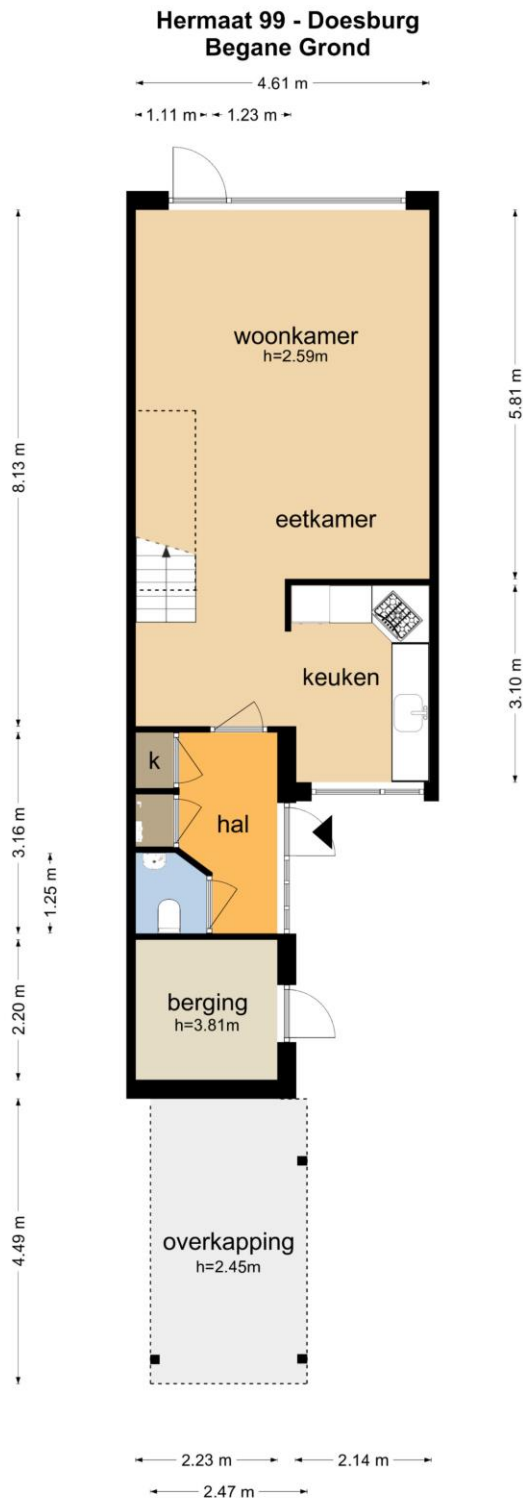 Hermaat 99 - Doesburg
Begane Grond
4.61 m
1.11 m 1.23 m
woonkamer
h=2.59m
5.81 m
8.13 m
eetkamer
keuken
3.10 m
k
hal
3.16 m
1.25 m
berging
h=3.81m
2.20 m
overkapping
h=2.45m
4.49 m
2.23 m 2.14 m
2.47 m